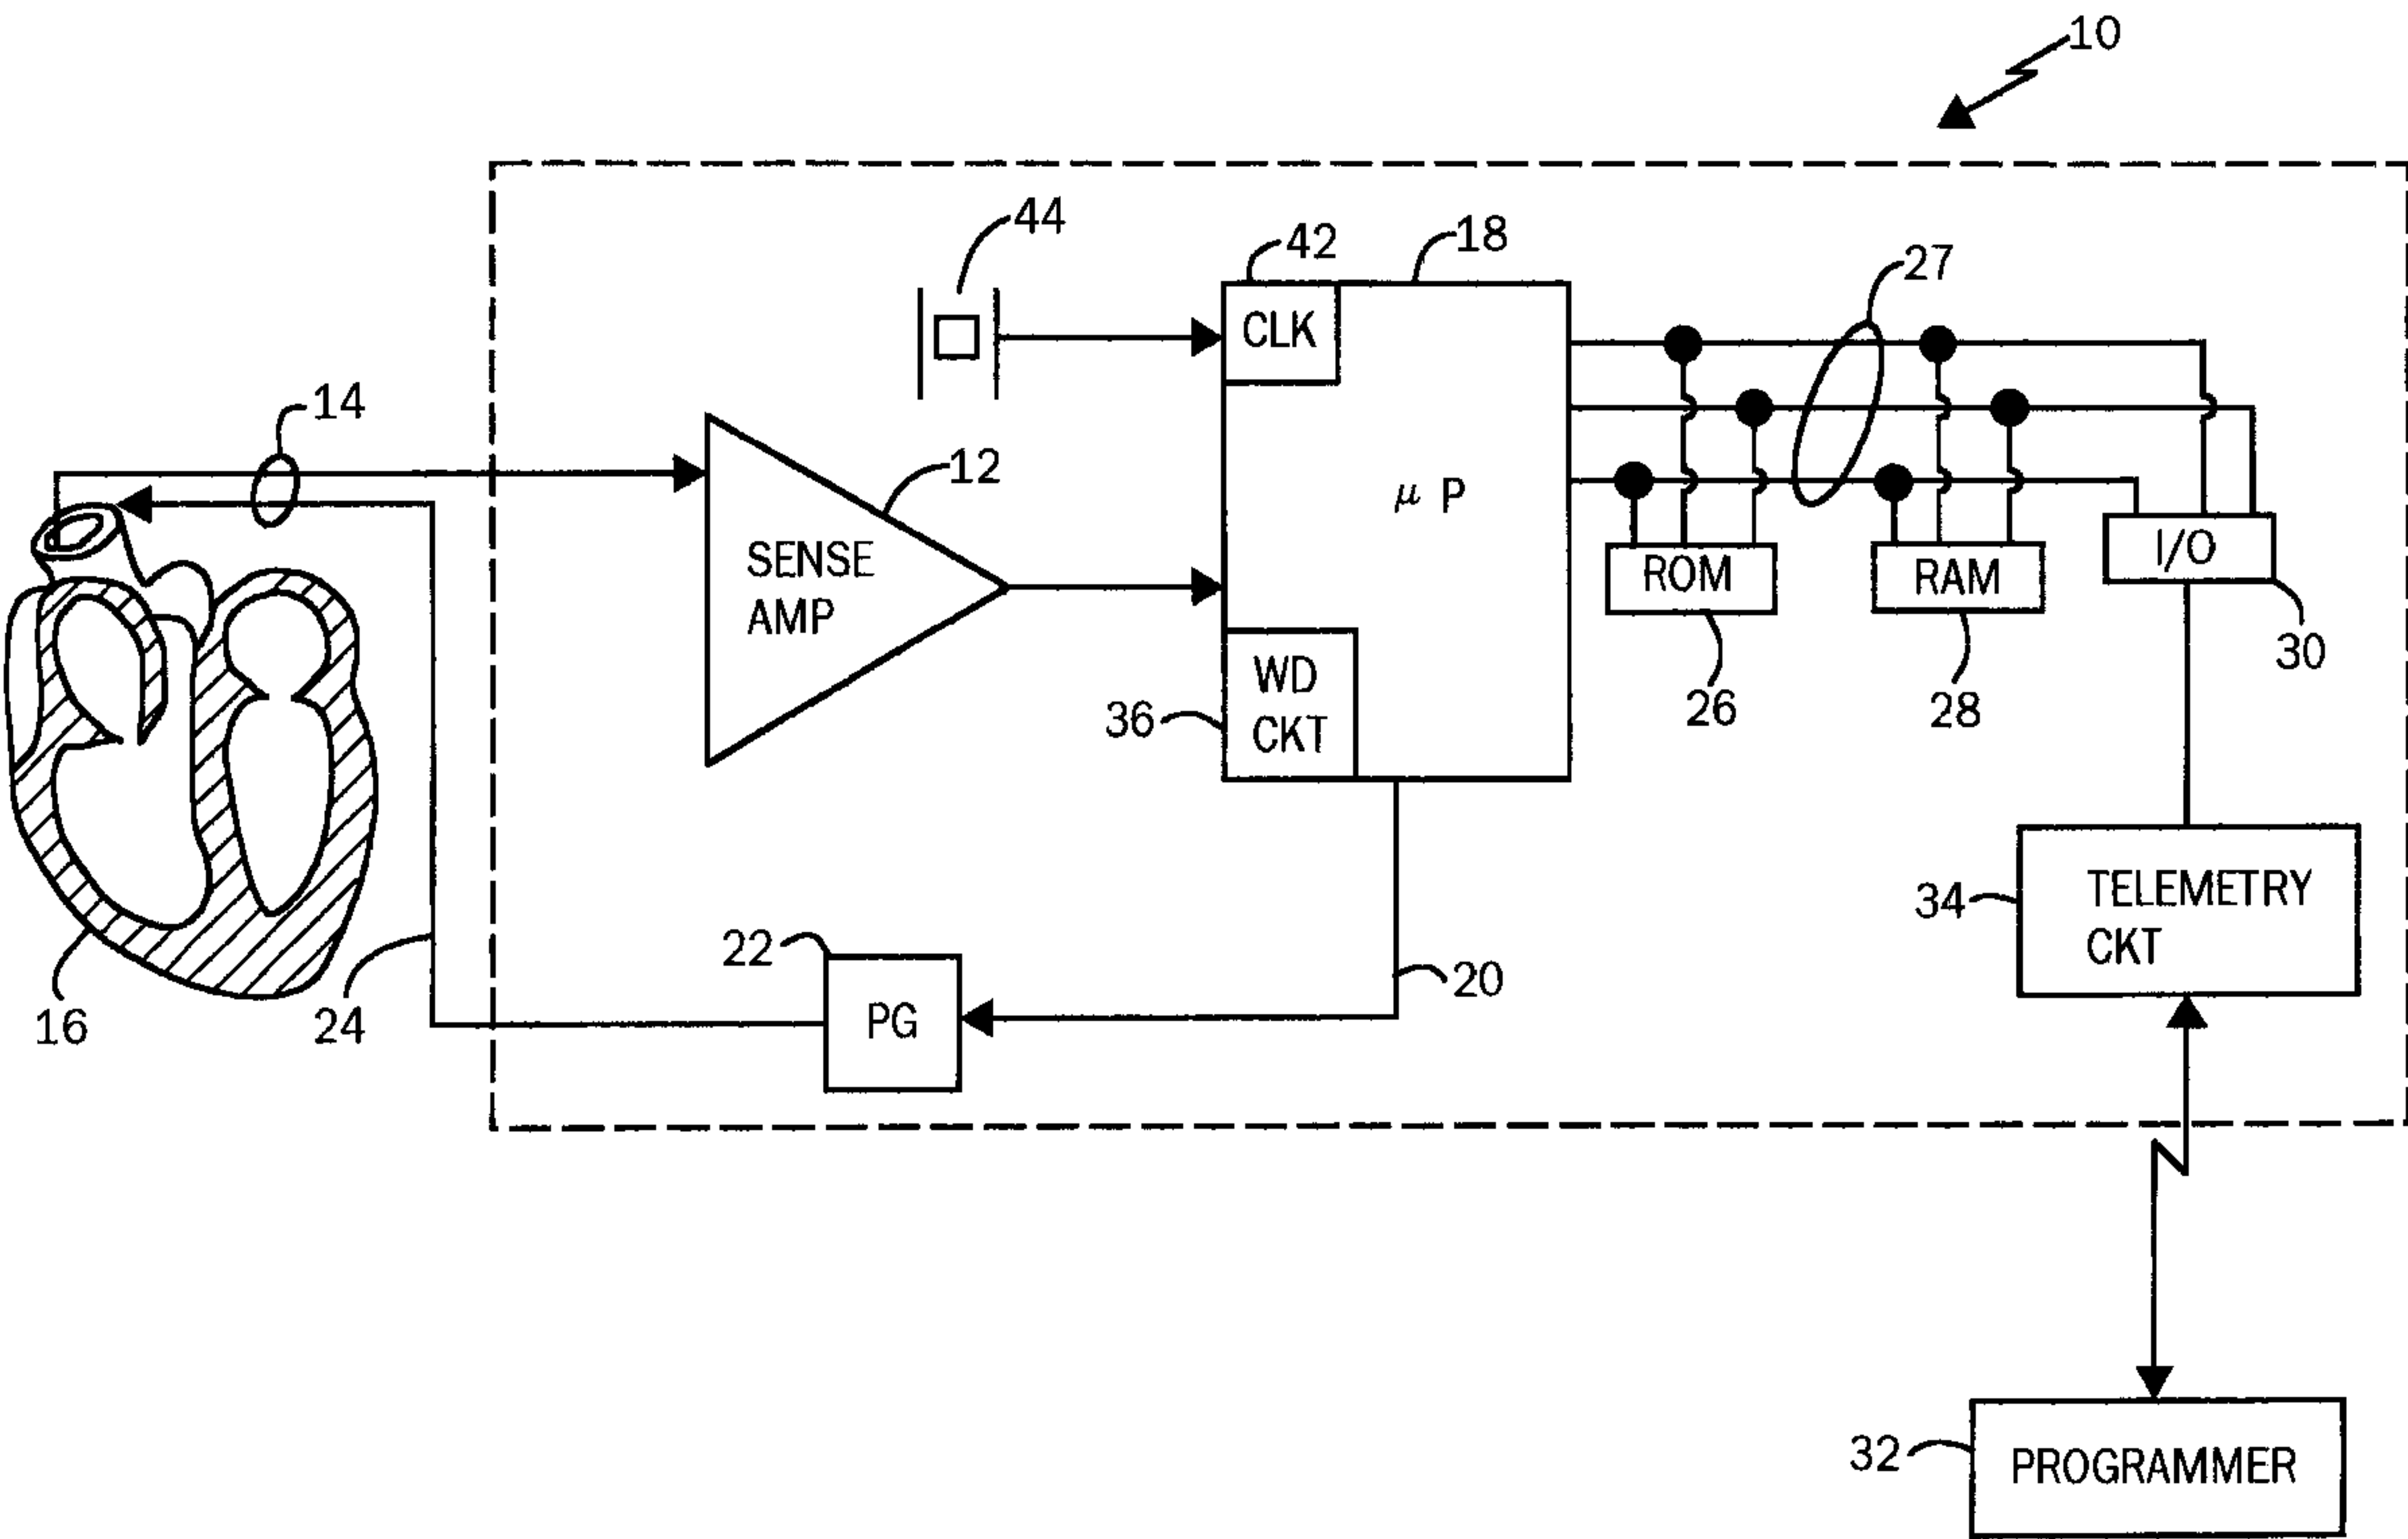 10
44
42
18
27
CLK
14
12
SENSE
AMP
μ P
ROM
RAM
I/O
WD
CKT
36
26
28
30
TELEMETRY
CKT
34
22
PG
20
16
24
32
PROGRAMMER